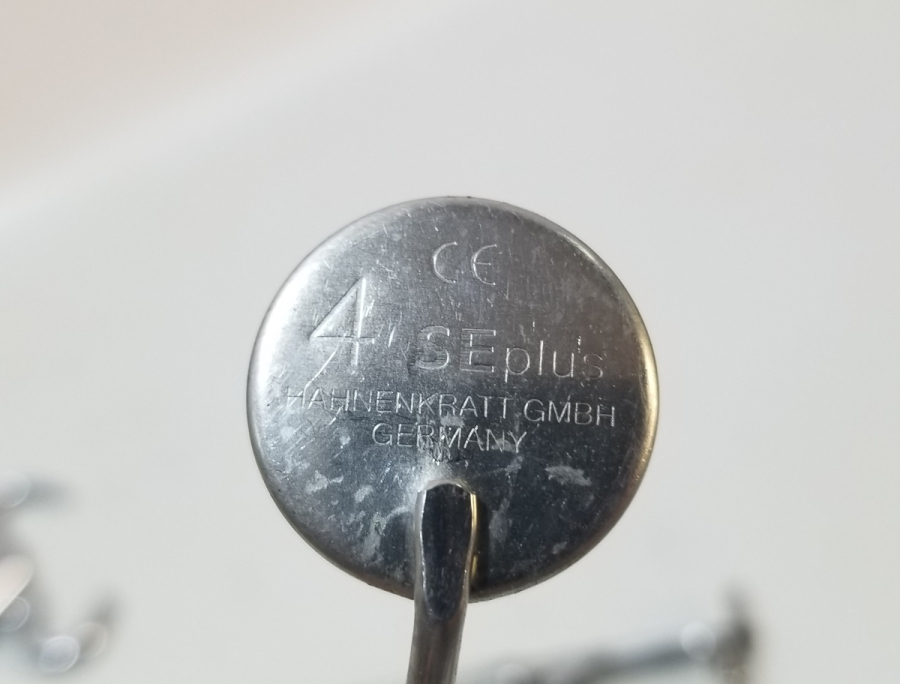 CE
4 SEplus
HAHNENKRATT GMBH
GERMANY